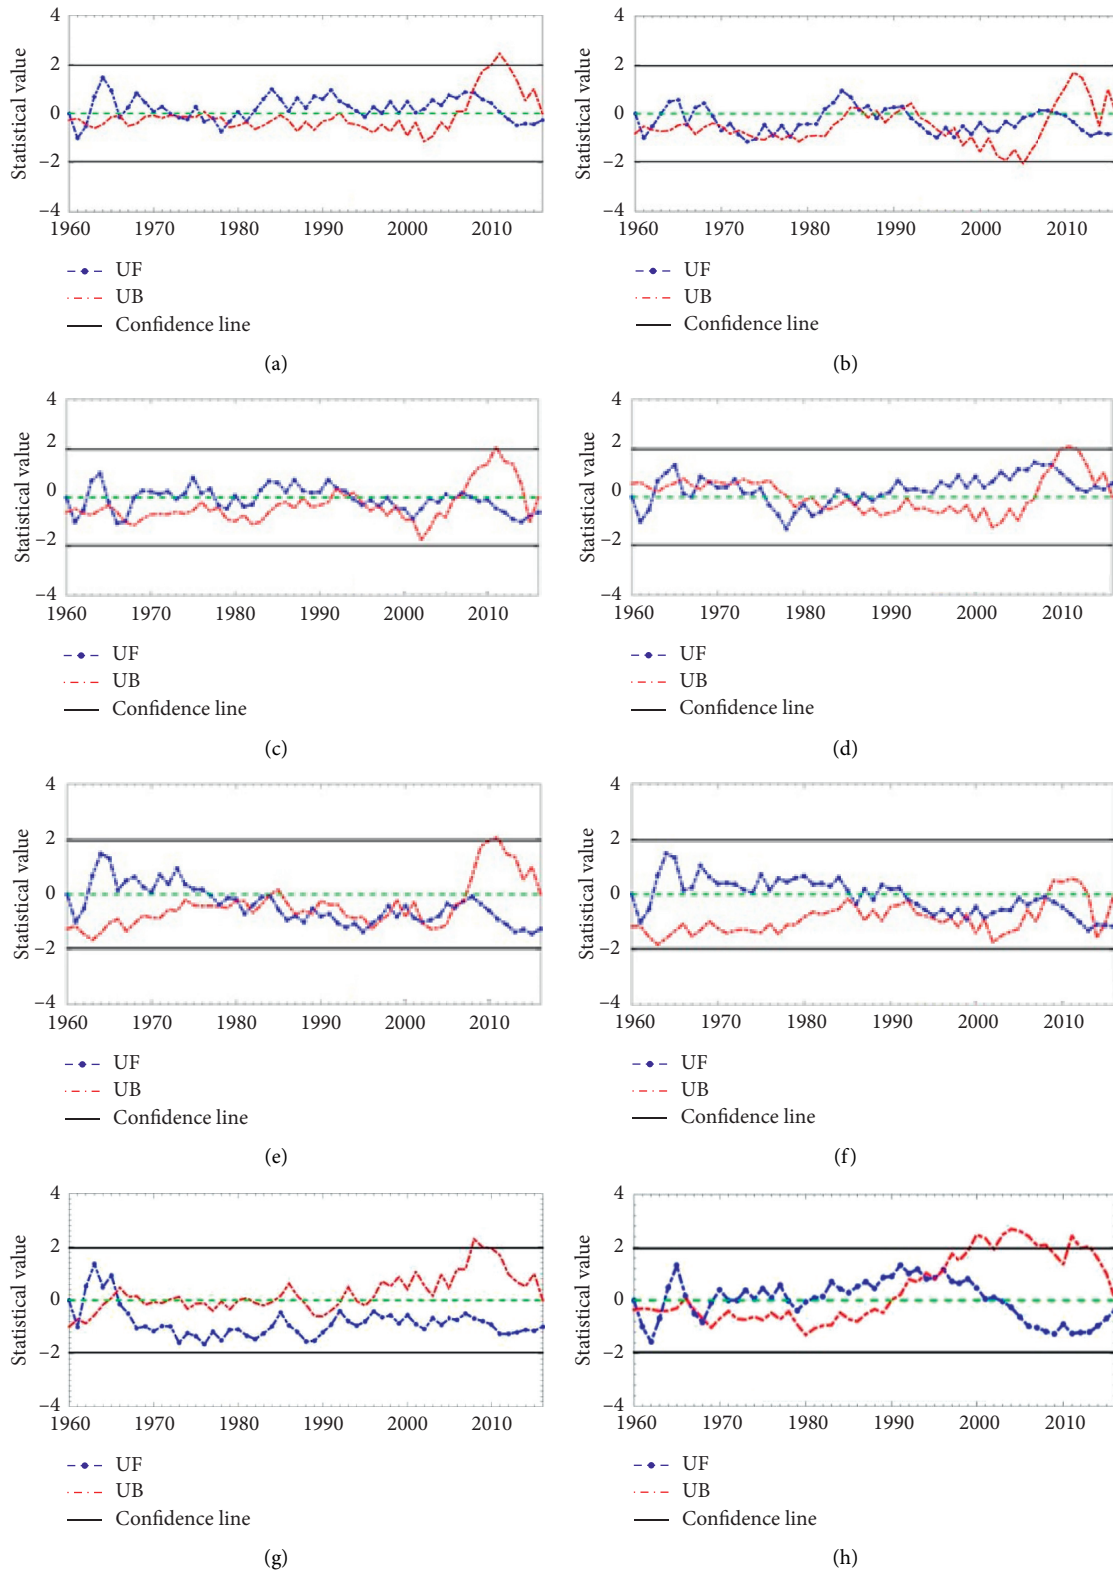 4
2
0
−2
−4
Statistical value
1960 1970 1980 1990 2000 2010
UF
UB
Confidence line
(a)
4
2
0
−2
−4
Statistical value
1960 1970 1980 1990 2000 2010
UF
UB
Confidence line
(b)
4
2
0
−2
−4
Statistical value
1960 1970 1980 1990 2000 2010
UF
UB
Confidence line
(c)
4
2
0
−2
−4
Statistical value
1960 1970 1980 1990 2000 2010
UF
UB
Confidence line
(d)
4
2
0
−2
−4
Statistical value
1960 1970 1980 1990 2000 2010
UF
UB
Confidence line
(e)
4
2
0
−2
−4
Statistical value
1960 1970 1980 1990 2000 2010
UF
UB
Confidence line
(f)
4
2
0
−2
−4
Statistical value
1960 1970 1980 1990 2000 2010
UF
UB
Confidence line
(g)
4
2
0
−2
−4
Statistical value
1960 1970 1980 1990 2000 2010
UF
UB
Confidence line
(h)